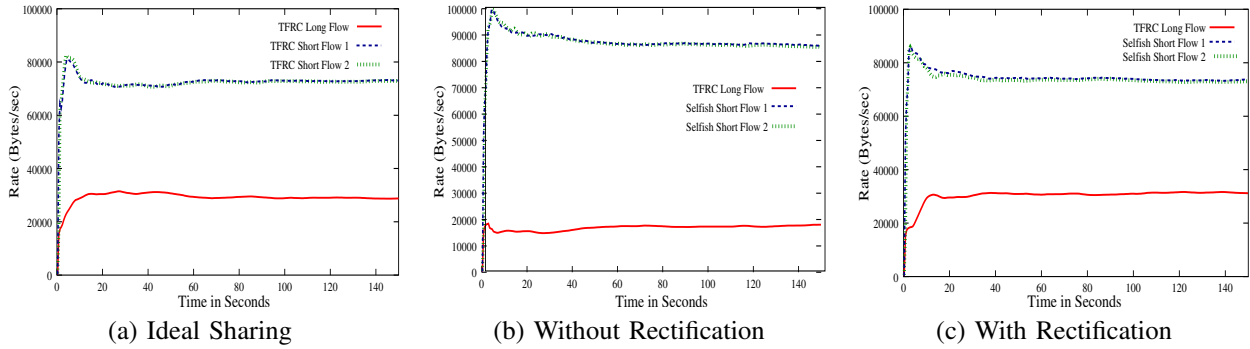 100000
90000
80000
70000
60000
50000
40000
30000
20000
10000
0
Rate (Bytes/sec)
TFRC Long Flow
TFRC Short Flow 1
TFRC Short Flow 2
0 20 40 60 80 100 120 140
Time in Seconds
(a) Ideal Sharing
100000
90000
80000
70000
60000
50000
40000
30000
20000
10000
0
Rate (Bytes/sec)
TFRC Long Flow
Selfish Short Flow 1
Selfish Short Flow 2
0 20 40 60 80 100 120 140
Time in Seconds
(b) Without Rectification
100000
80000
60000
40000
20000
0
Rate (Bytes/sec)
TFRC Long Flow
Selfish Short Flow 1
Selfish Short Flow 2
0 20 40 60 80 100 120 140
Time in Seconds
(c) With Rectification